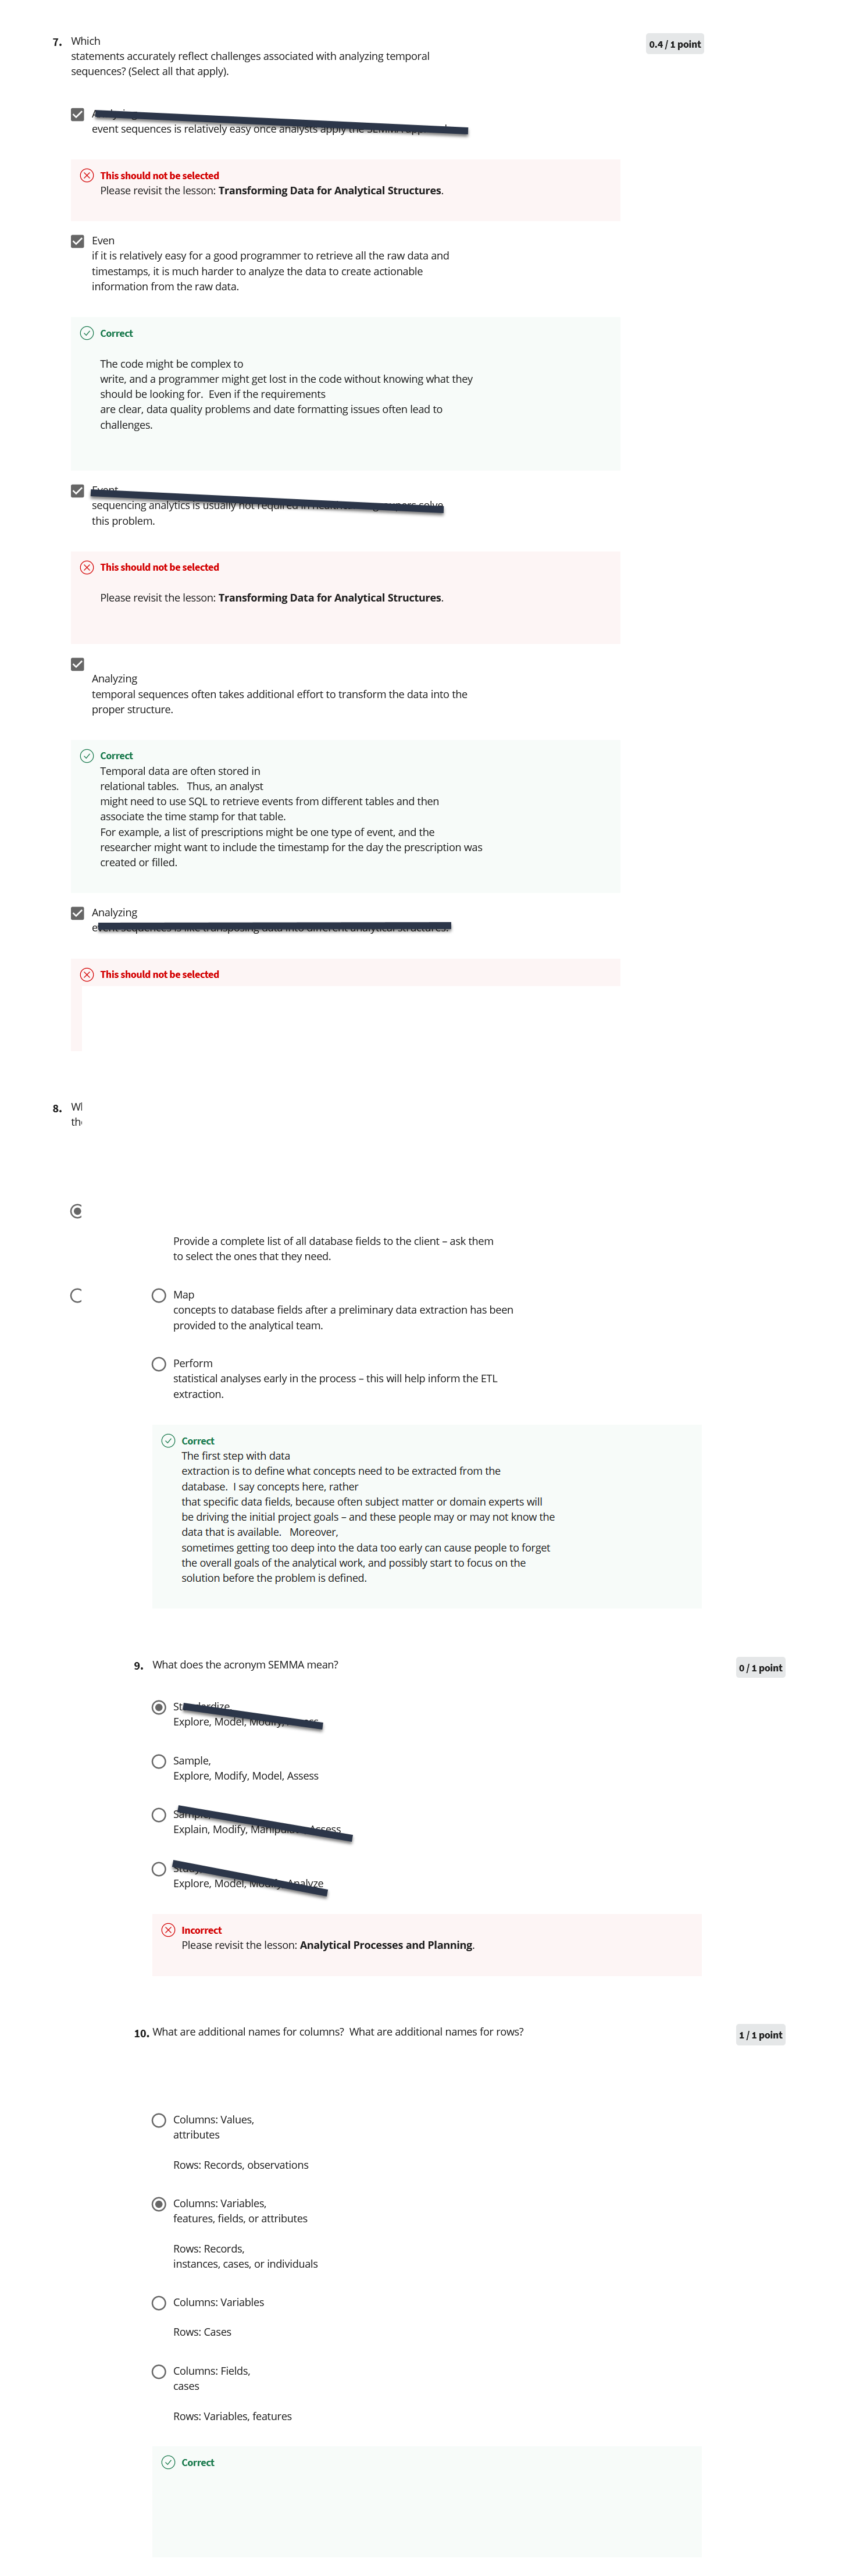 7. Which
statements accurately reflect challenges associated with analyzing temporal
sequences? (Select all that apply).
0.4 / 1 point
event sequences is relatively easy once analysts apply the
This should not be selected
Please revisit the lesson: Transforming Data for Analytical Structures.
Even
if it is relatively easy for a good programmer to retrieve all the raw data and
timestamps, it is much harder to analyze the data to create actionable
information from the raw data.
Correct
The code might be complex to
write, and a programmer might get lost in the code without knowing what they
should be looking for. Even if the requirements
are clear, data quality problems and date formatting issues often lead to
challenges.
Event
sequencing analytics is usually not required in
this problem.
This should not be selected
Please revisit the lesson: Transforming Data for Analytical Structures.
Analyzing
temporal sequences often takes additional effort to transform the data into the
proper structure.
Correct
Temporal data are often stored in
relational tables. Thus, an analyst
might need to use SQL to retrieve events from different tables and then
associate the time stamp for that table.
For example, a list of prescriptions might be one type of event, and the
researcher might want to include the timestamp for the day the prescription was
created or filled.
Analyzing
event sequences is like transposing data into different analytical structures.
This should not be selected
8.
Provide a complete list of all database fields to the client – ask them
to select the ones that they need.
Map
concepts to database fields after a preliminary data extraction has been
provided to the analytical team.
Perform
statistical analyses early in the process – this will help inform the ETL
extraction.
Correct
The first step with data
extraction is to define what concepts need to be extracted from the
database. I say concepts here, rather
that specific data fields, because often subject matter or domain experts will
be driving the initial project goals – and these people may or may not know the
data that is available. Moreover,
sometimes getting too deep into the data too early can cause people to forget
the overall goals of the analytical work, and possibly start to focus on the
solution before the problem is defined.
9. What does the acronym SEMMA mean?
0 / 1 point
Explore, Model, Modify,
Sample,
Explore, Modify, Model, Assess
Explain, Modify, Assess
Explore, Model, Analyze
Incorrect
Please revisit the lesson: Analytical Processes and Planning.
10. What are additional names for columns? What are additional names for rows?
1 / 1 point
Columns: Values,
attributes
Rows: Records, observations
Columns: Variables,
features, fields, or attributes
Rows: Records,
instances, cases, or individuals
Columns: Variables
Rows: Cases
Columns: Fields,
cases
Rows: Variables, features
Correct